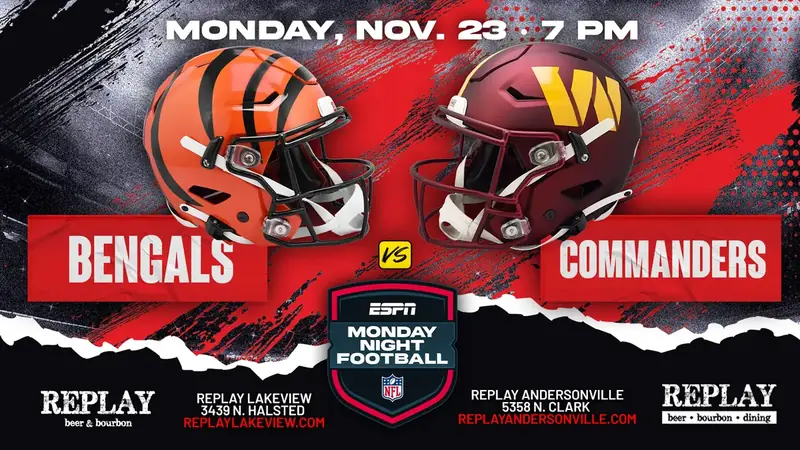 MONDAY, NOV. 23 · 7 PM
BENGALS
VS
COMMANDERS
ESPN
MONDAY
NIGHT
FOOTBALL
NFL
REPLAY
beer & bourbon
REPLAY LAKEVIEW
3439 N. HALSTED
REPLAYLAKEVIEW.COM
REPLAY ANDERSONVILLE
5358 N. CLARK
REPLAYANDERSONVILLE.COM
REPLAY
beer • bourbon • dining